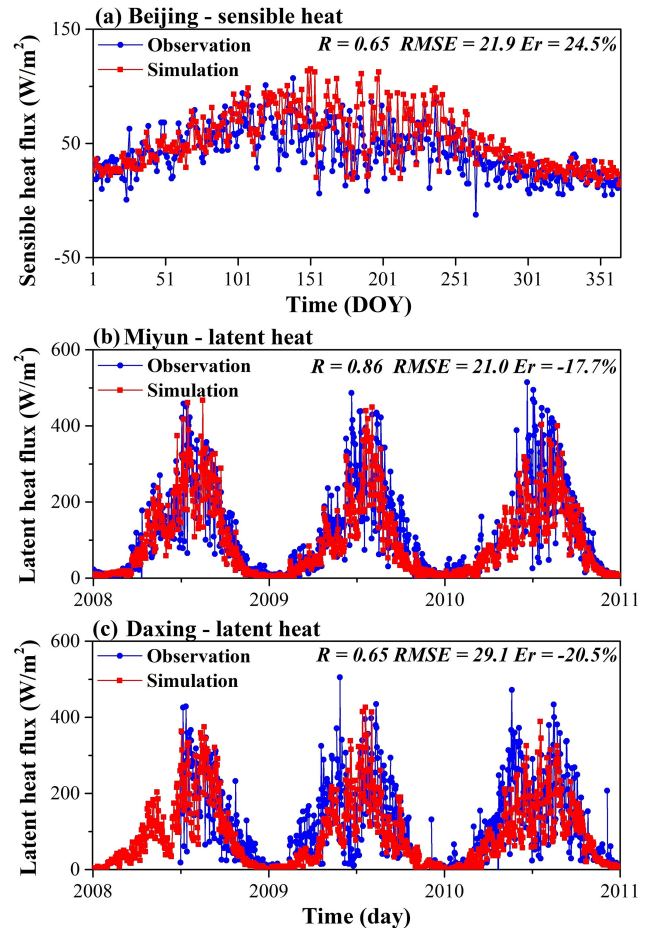 (a) Beijing - sensible heat
Observation
Simulation
R = 0.65 RMSE = 21.9 Er = 24.5%
Sensible heat flux (W/m²)
150
50
-50
1 51 101 151 201 251 301 351
Time (DOY)
(b) Miyun - latent heat
Observation
Simulation
R = 0.86 RMSE = 21.0 Er = -17.7%
Latent heat flux (W/m²)
600
400
200
0
2008 2009 2010 2011
(c) Daxing - latent heat
Observation
Simulation
R = 0.65 RMSE = 29.1 Er = -20.5%
Latent heat flux (W/m²)
600
400
200
0
2008 2009 2010 2011
Time (day)